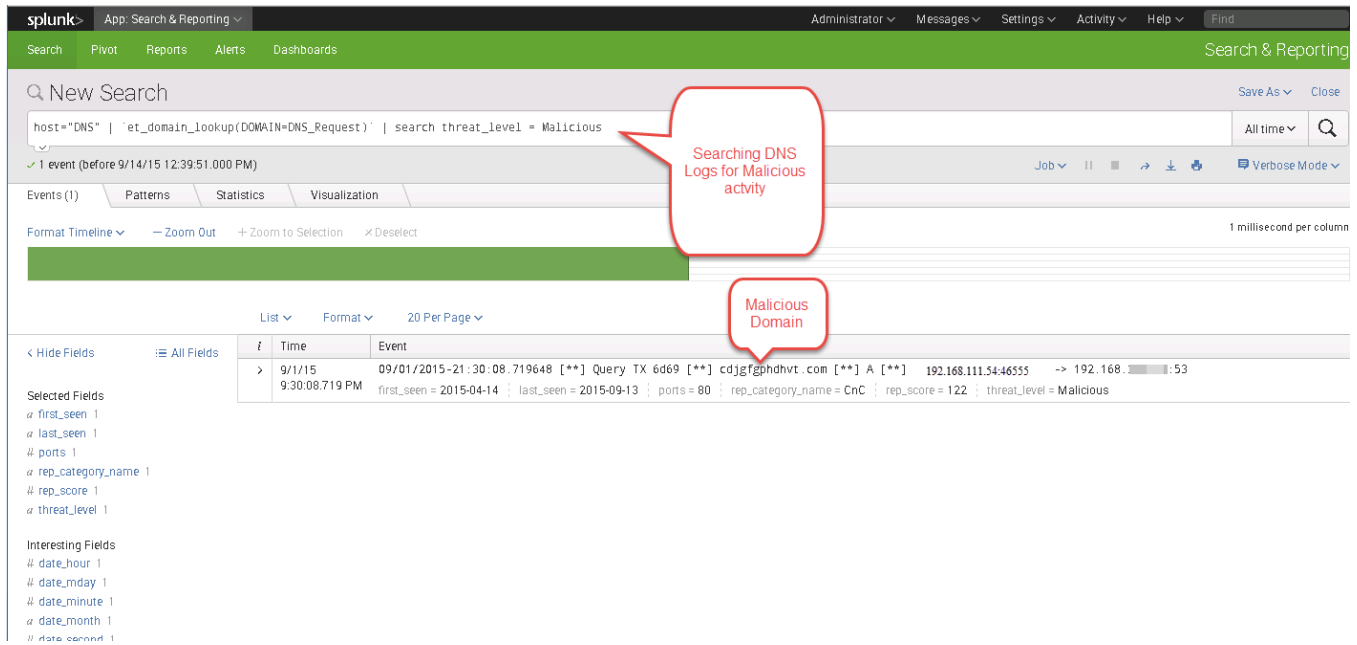 splunk> App: Search & Reporting Administrator Messages Settings Activity Help Find
Search Pivot Reports Alerts Dashboards Search & Reporting
New Search Save As Close
host="DNS" | `et_domain_lookup(DOMAIN=DNS_Request)` | search threat_level = Malicious All time
Searching DNS
Logs for Malicious
actvity
1 event (before 9/14/15 12:39:51.000 PM) Job Verbose Mode
Events (1) Patterns Statistics Visualization
Format Timeline — Zoom Out + Zoom to Selection × Deselect 1 millisecond per column
Malicious
Domain
List Format 20 Per Page
< Hide Fields All Fields i Time Event
> 9/1/15 09/01/2015-21:30:08.719648 [**] Query TX 6d69 [**] cdjgfgphdhvt.com [**] A [**] 192.168.111.54:46555 -> 192.168. :53
9:30:08.719 PM first_seen = 2015-04-14 last_seen = 2015-09-13 ports = 80 rep_category_name = CnC rep_score = 122 threat_level = Malicious
Selected Fields
a first_seen 1
a last_seen 1
# ports 1
a rep_category_name 1
# rep_score 1
a threat_level 1
Interesting Fields
# date_hour 1
# date_mday 1
# date_minute 1
a date_month 1
# date_second 1